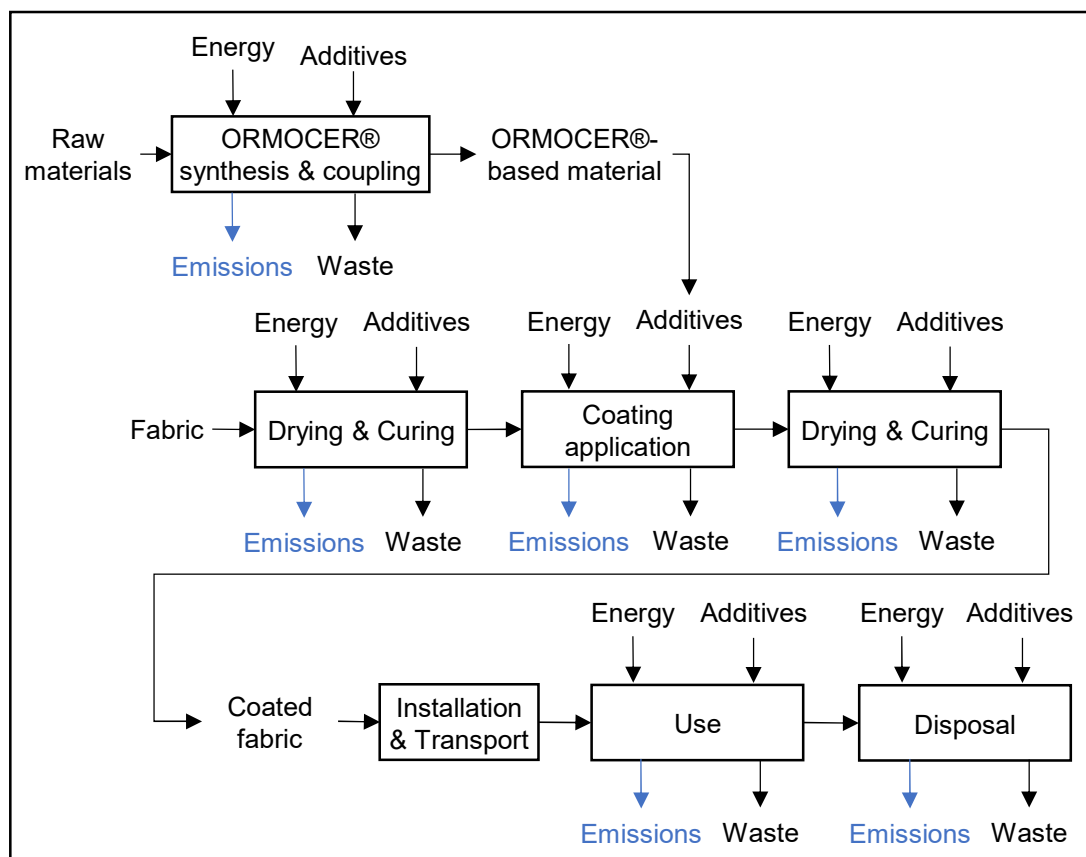 Energy Additives
Raw
materials
ORMOCER®
synthesis & coupling
ORMOCER®-
based material
Emissions Waste
Energy Additives Energy Additives Energy Additives
Fabric
Drying & Curing
Coating
application
Drying & Curing
Emissions Waste Emissions Waste Emissions Waste
Energy Additives Energy Additives
Coated
fabric
Installation
& Transport
Use
Disposal
Emissions Waste Emissions Waste